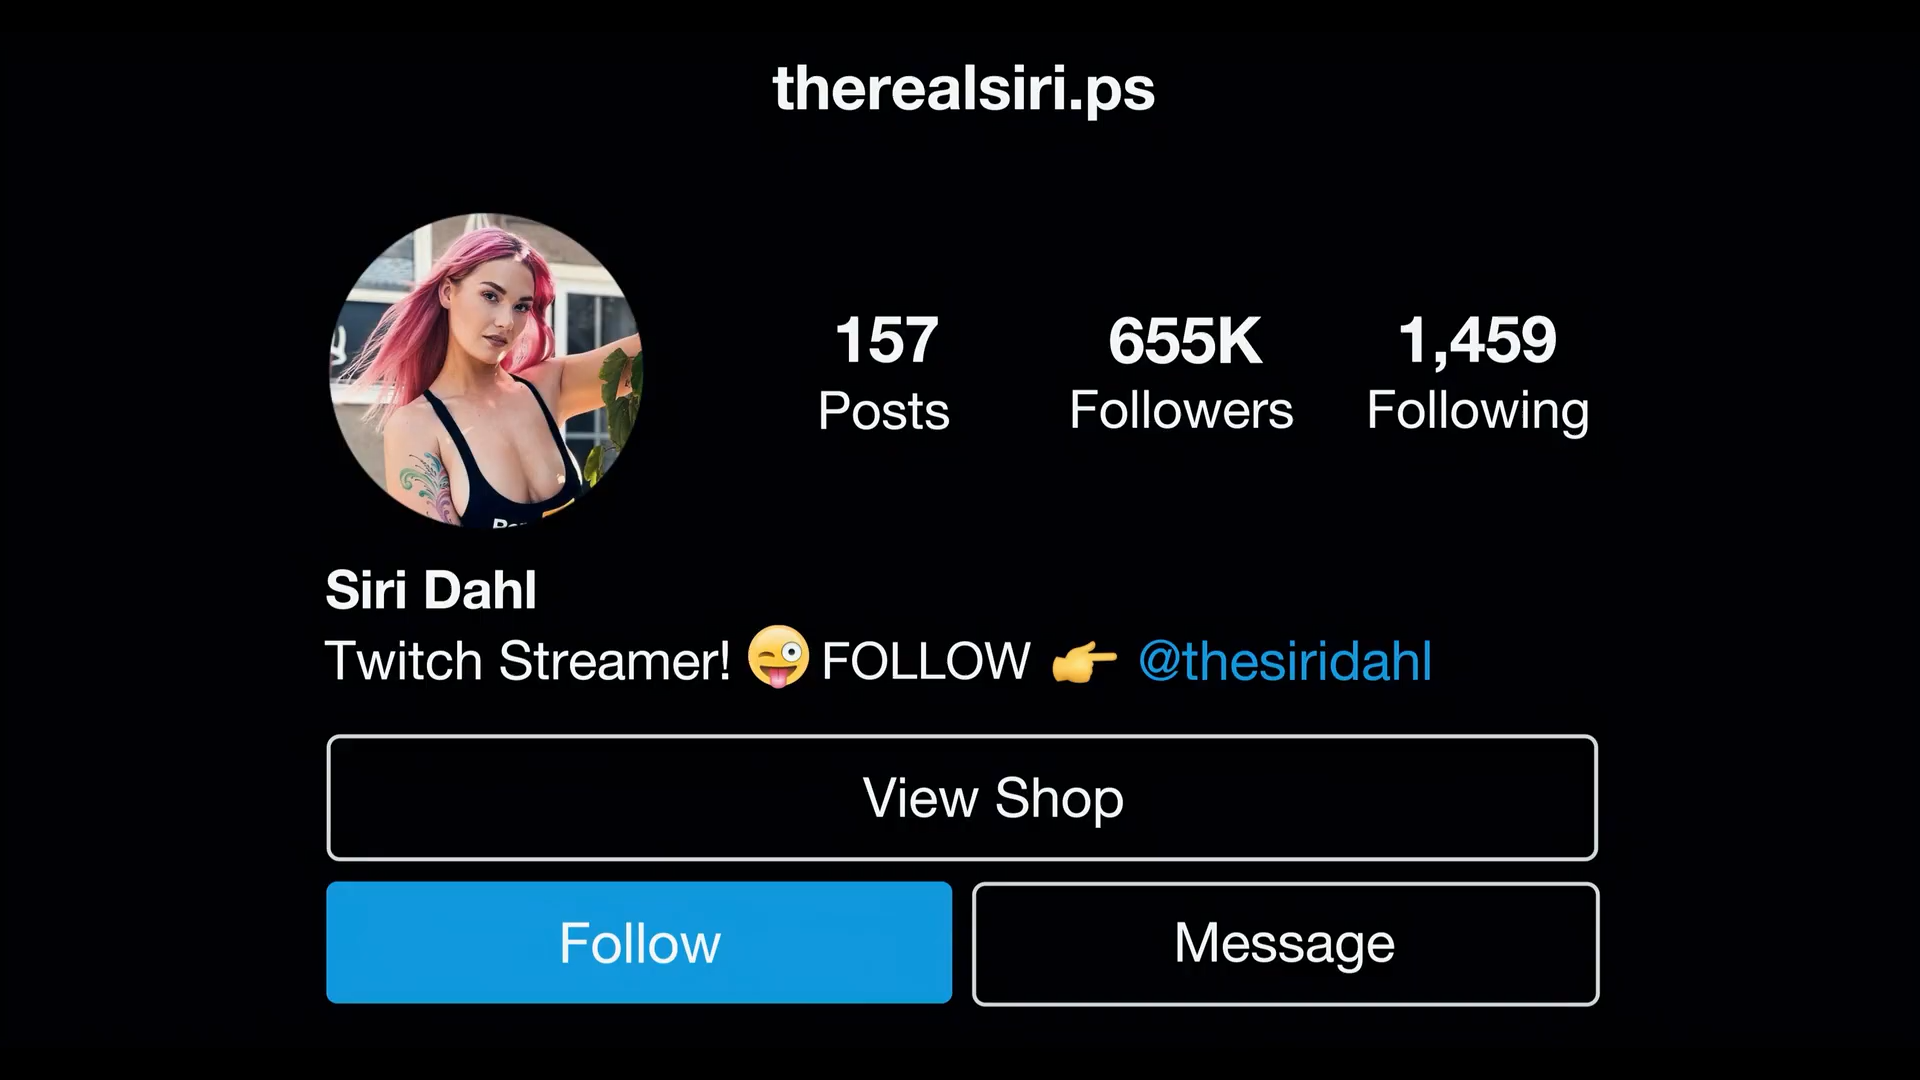 therealsiri.ps
157 655K 1,459
Posts Followers Following
Siri Dahl
Twitch Streamer! 😜 FOLLOW 👉 @thesiridahl
View Shop
Follow Message